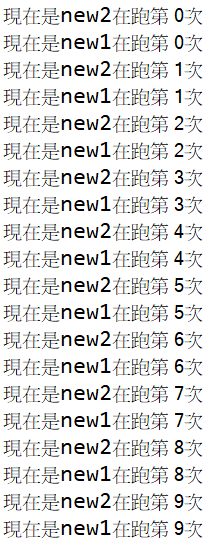 現在是new2在跑第 0次
現在是new1在跑第 0次
現在是new2在跑第 1次
現在是new1在跑第 1次
現在是new2在跑第 2次
現在是new1在跑第 2次
現在是new2在跑第 3次
現在是new1在跑第 3次
現在是new2在跑第 4次
現在是new1在跑第 4次
現在是new2在跑第 5次
現在是new1在跑第 5次
現在是new2在跑第 6次
現在是new1在跑第 6次
現在是new2在跑第 7次
現在是new1在跑第 7次
現在是new2在跑第 8次
現在是new1在跑第 8次
現在是new2在跑第 9次
現在是new1在跑第 9次